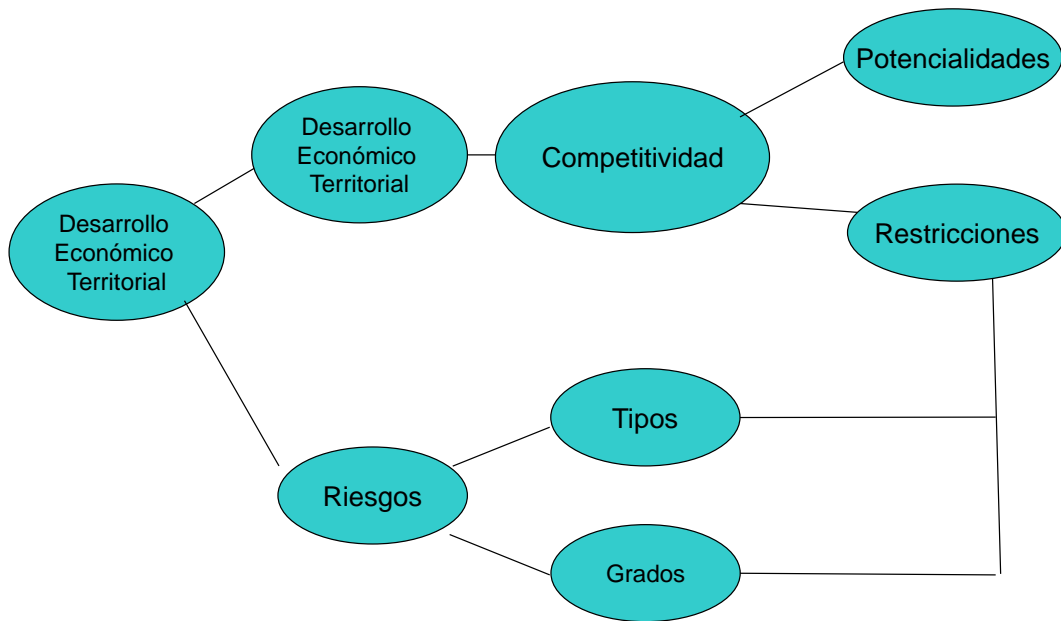 Potencialidades
Desarrollo
Económico
Territorial
Competitividad
Desarrollo
Económico
Territorial
Restricciones
Tipos
Riesgos
Grados